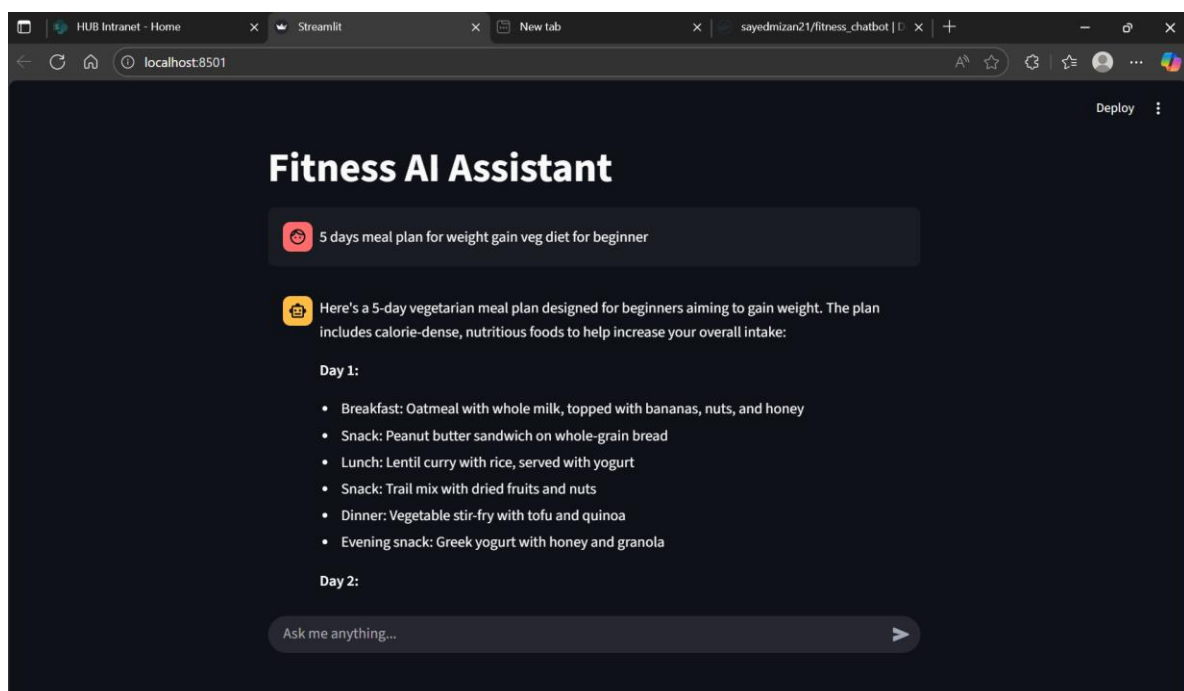 HUB Intranet - Home
Streamlit
New tab
sayedmizan21/fitness_chatbot | D
localhost:8501
Deploy
Fitness AI Assistant
5 days meal plan for weight gain veg diet for beginner
Here's a 5-day vegetarian meal plan designed for beginners aiming to gain weight. The plan
includes calorie-dense, nutritious foods to help increase your overall intake:
Day 1:
• Breakfast: Oatmeal with whole milk, topped with bananas, nuts, and honey
• Snack: Peanut butter sandwich on whole-grain bread
• Lunch: Lentil curry with rice, served with yogurt
• Snack: Trail mix with dried fruits and nuts
• Dinner: Vegetable stir-fry with tofu and quinoa
• Evening snack: Greek yogurt with honey and granola
Day 2:
Ask me anything...